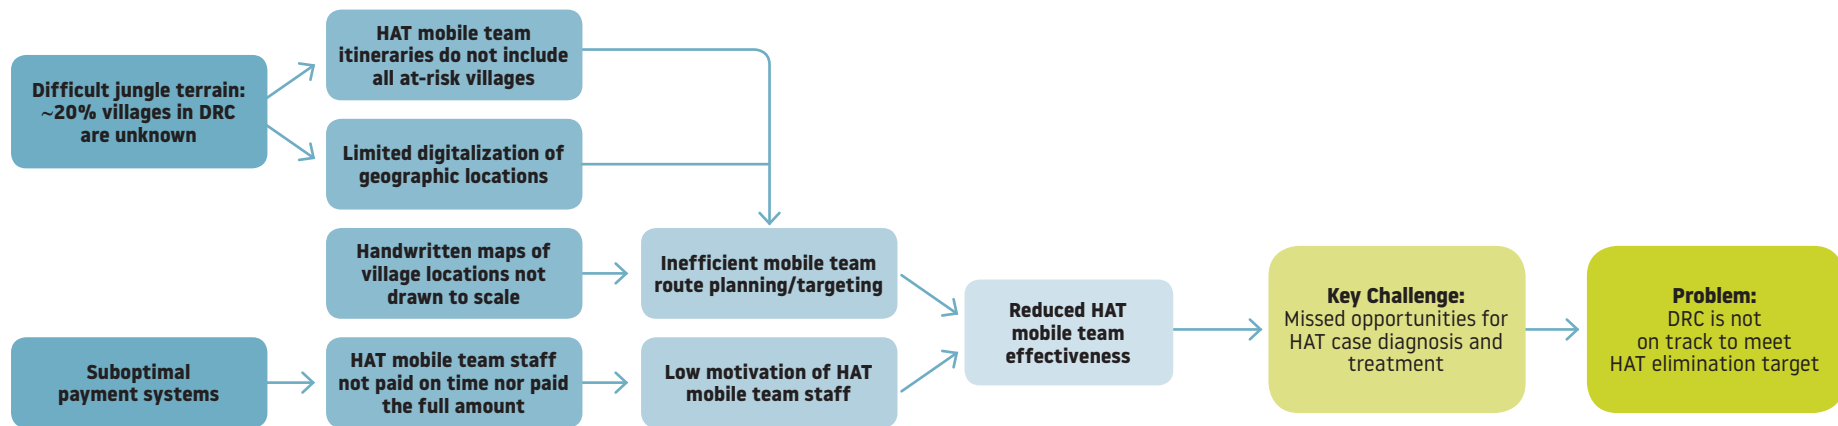 Difficult jungle terrain:
~20% villages in DRC
are unknown
HAT mobile team
itineraries do not include
all at-risk villages
Limited digitalization of
geographic locations
Handwritten maps of
village locations not
drawn to scale
Inefficient mobile team
route planning/targeting
Suboptimal
payment systems
HAT mobile team staff
not paid on time nor paid
the full amount
Low motivation of HAT
mobile team staff
Reduced HAT
mobile team
effectiveness
Key Challenge:
Missed opportunities for
HAT case diagnosis and
treatment
Problem:
DRC is not
on track to meet
HAT elimination target